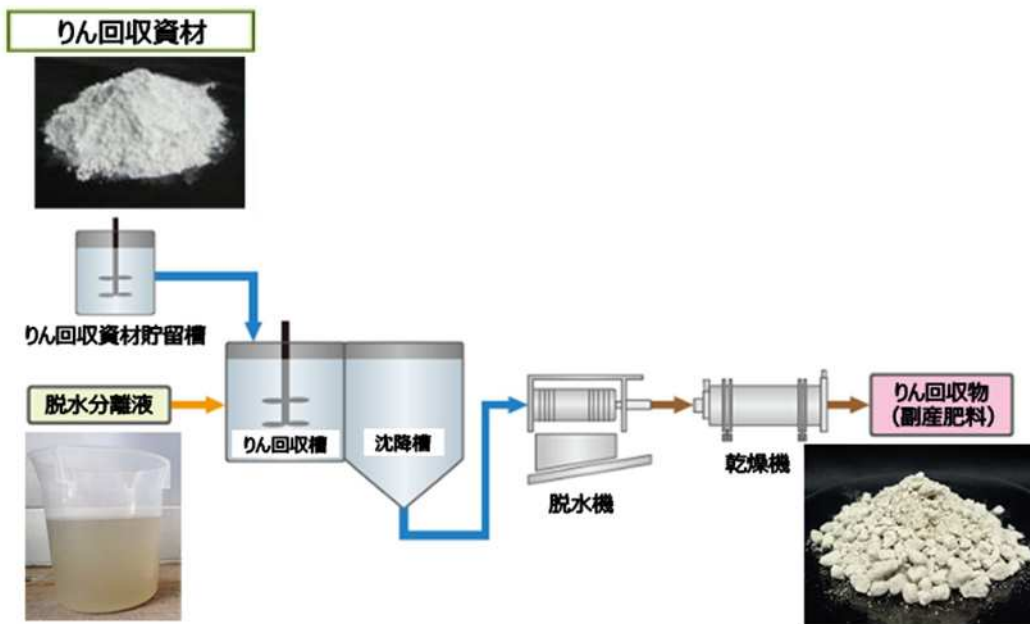 りん回収資材
りん回収資材貯留槽
脱水分離液
りん回収槽
沈降槽
脱水機
乾燥機
りん回収物
（副産肥料）